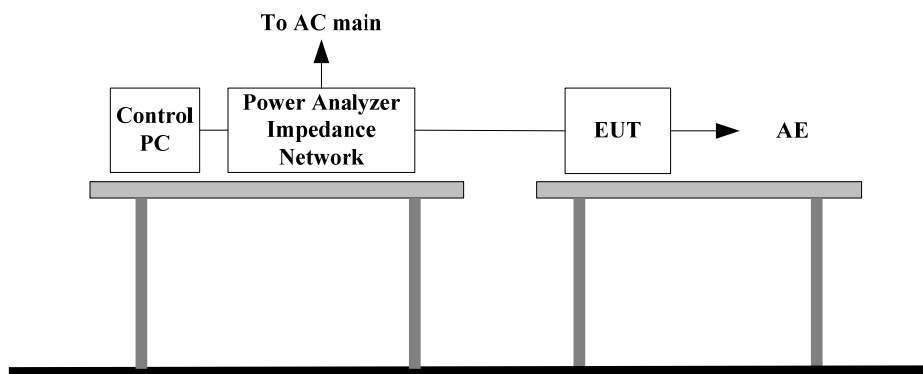 To AC main
Control
PC
Power Analyzer
Impedance
Network
EUT
AE